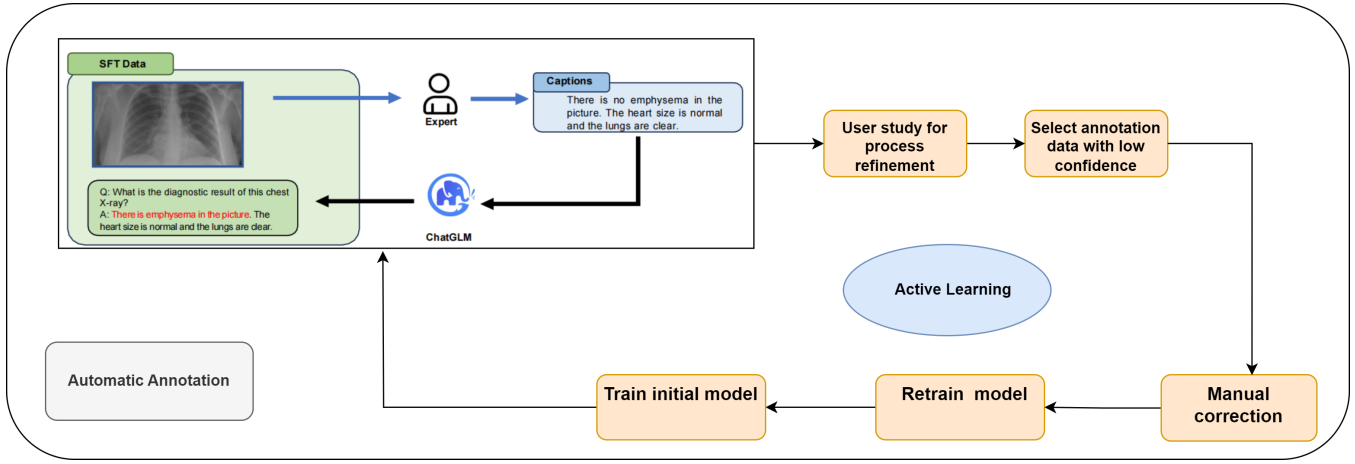 SFT Data
Expert
Captions
There is no emphysema in the
picture. The heart size is normal
and the lungs are clear.
Q: What is the diagnostic result of this chest
X-ray?
A: There is emphysema in the picture. The
heart size is normal and the lungs are clear.
ChatGLM
User study for
process
refinement
Select annotation
data with low
confidence
Active Learning
Automatic Annotation
Train initial model
Retrain model
Manual
correction